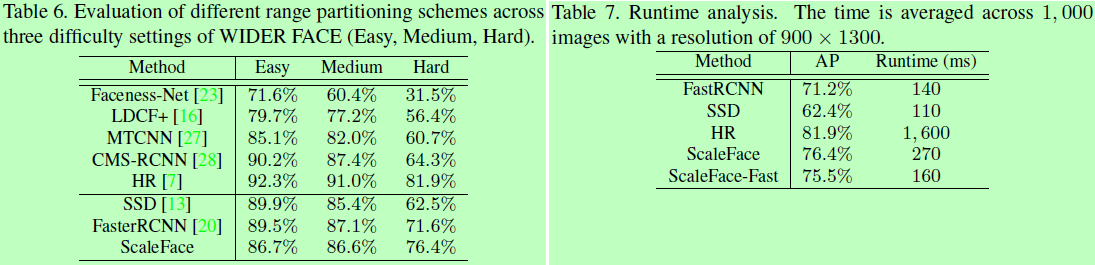 Table 6. Evaluation of different range partitioning schemes across
three difficulty settings of WIDER FACE (Easy, Medium, Hard).
Method Easy Medium Hard
Faceness-Net [23] 71.6% 60.4% 31.5%
LDCF+ [16] 79.7% 77.2% 56.4%
MTCNN [27] 85.1% 82.0% 60.7%
CMS-RCNN [28] 90.2% 87.4% 64.3%
HR [7] 92.3% 91.0% 81.9%
SSD [13] 89.9% 85.4% 62.5%
FasterRCNN [20] 89.5% 87.1% 71.6%
ScaleFace 86.7% 86.6% 76.4%
Table 7. Runtime analysis. The time is averaged across 1, 000
images with a resolution of 900 × 1300.
Method AP Runtime (ms)
FastRCNN 71.2% 140
SSD 62.4% 110
HR 81.9% 1, 600
ScaleFace 76.4% 270
ScaleFace-Fast 75.5% 160